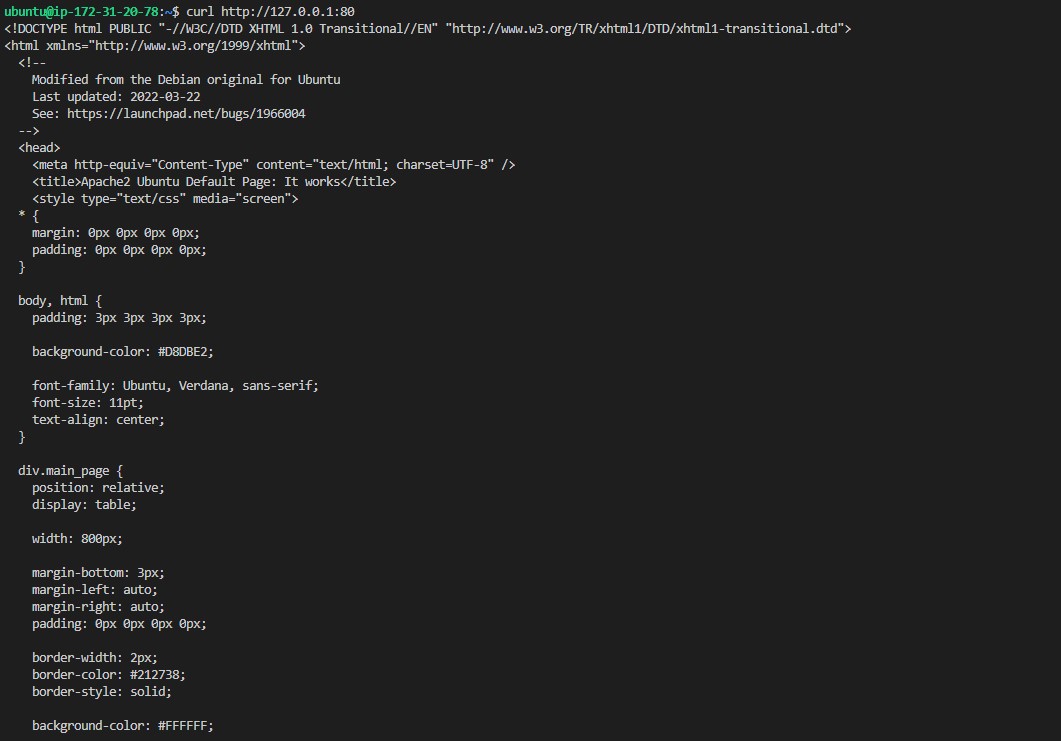 ubuntu@ip-172-31-20-78:~$ curl http://127.0.0.1:80
<!DOCTYPE html PUBLIC "-//W3C//DTD XHTML 1.0 Transitional//EN" "http://www.w3.org/TR/xhtml1/DTD/xhtml1-transitional.dtd">
<html xmlns="http://www.w3.org/1999/xhtml">
  <!--
    Modified from the Debian original for Ubuntu
    Last updated: 2022-03-22
    See: https://launchpad.net/bugs/1966004
  -->
  <head>
    <meta http-equiv="Content-Type" content="text/html; charset=UTF-8" />
    <title>Apache2 Ubuntu Default Page: It works</title>
    <style type="text/css" media="screen">
  * {
    margin: 0px 0px 0px 0px;
    padding: 0px 0px 0px 0px;
  }

  body, html {
    padding: 3px 3px 3px 3px;

    background-color: #D8DBE2;

    font-family: Ubuntu, Verdana, sans-serif;
    font-size: 11pt;
    text-align: center;
  }

  div.main_page {
    position: relative;
    display: table;

    width: 800px;

    margin-bottom: 3px;
    margin-left: auto;
    margin-right: auto;
    padding: 0px 0px 0px 0px;

    border-width: 2px;
    border-color: #212738;
    border-style: solid;

    background-color: #FFFFFF;